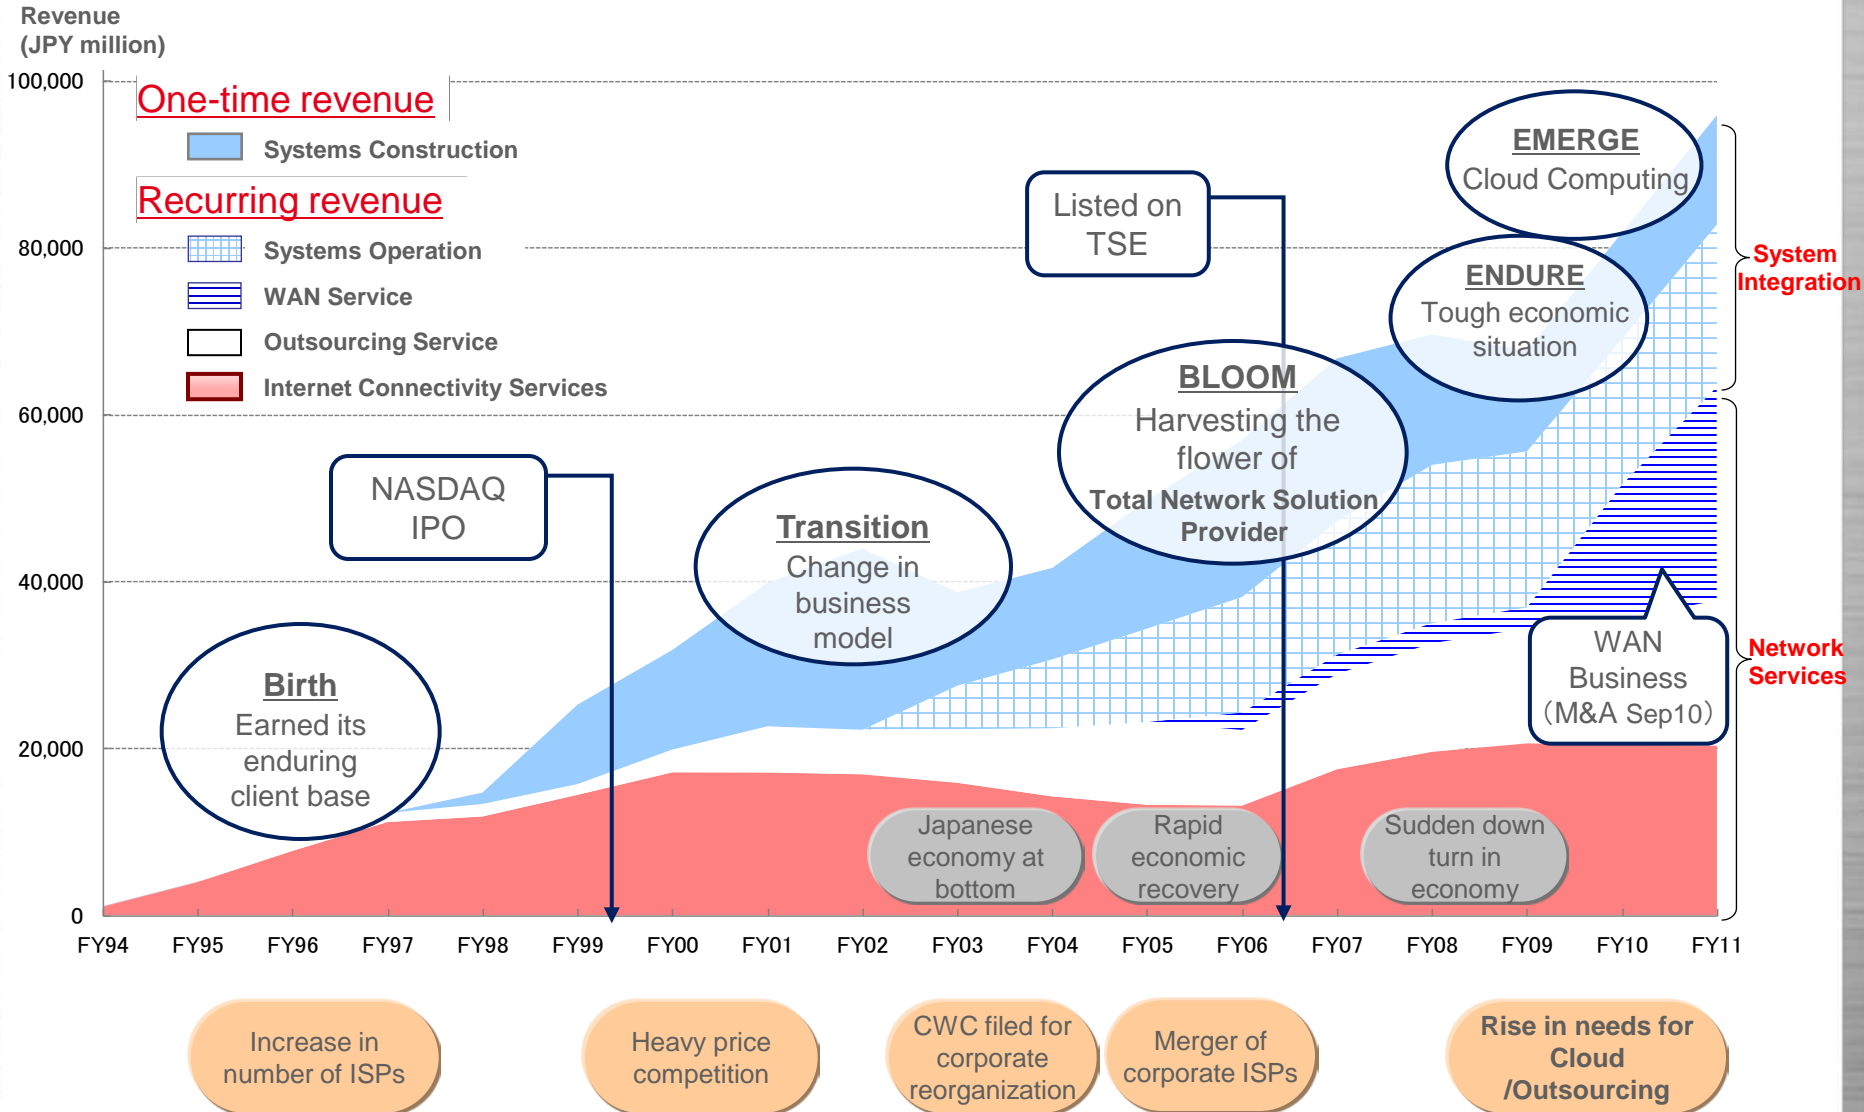 Revenue
(JPY million)
100,000
80,000
60,000
40,000
20,000
0
One-time revenue
Systems Construction
Recurring revenue
Systems Operation
WAN Service
Outsourcing Service
Internet Connectivity Services
NASDAQ
IPO
Listed on
TSE
Birth
Earned its
enduring
client base
Transition
Change in
business
model
BLOOM
Harvesting the
flower of
Total Network Solution
Provider
ENDURE
Tough economic
situation
EMERGE
Cloud Computing
System
Integration
Network
Services
WAN
Business
（M&A Sep10）
Japanese
economy at
bottom
Rapid
economic
recovery
Sudden down
turn in
economy
FY94 FY95 FY96 FY97 FY98 FY99 FY00 FY01 FY02 FY03 FY04 FY05 FY06 FY07 FY08 FY09 FY10 FY11
Increase in
number of ISPs
Heavy price
competition
CWC filed for
corporate
reorganization
Merger of
corporate ISPs
Rise in needs for
Cloud
/Outsourcing